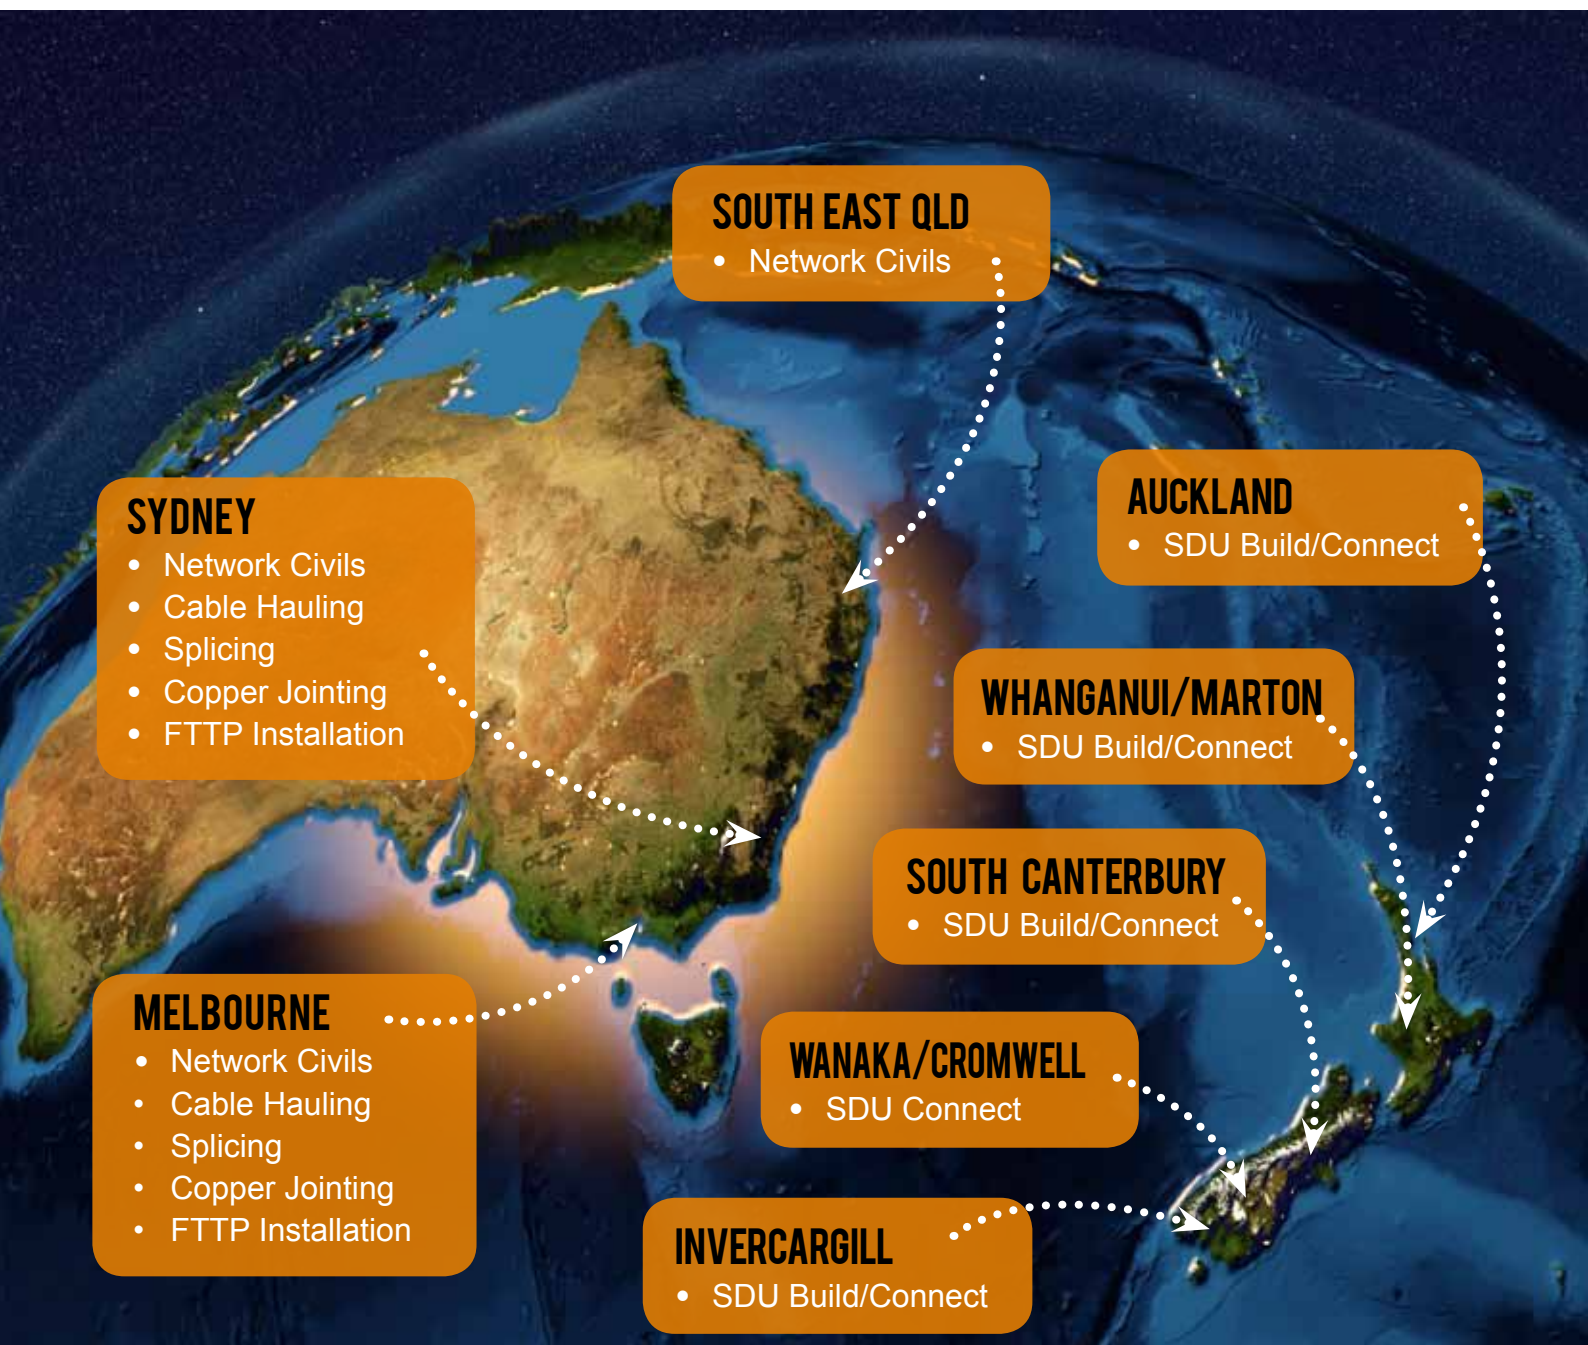 SOUTH EAST QLD
• Network Civils
SYDNEY
• Network Civils
• Cable Hauling
• Splicing
• Copper Jointing
• FTTP Installation
AUCKLAND
• SDU Build/Connect
WHANGANUI/MARTON
• SDU Build/Connect
SOUTH CANTERBURY
• SDU Build/Connect
MELBOURNE
• Network Civils
• Cable Hauling
• Splicing
• Copper Jointing
• FTTP Installation
WANAKA/CROMWELL
• SDU Connect
INVERCARGILL
• SDU Build/Connect